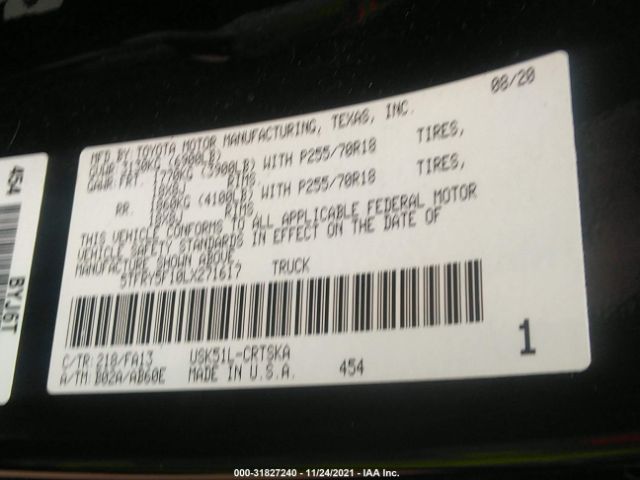 08/20
MFD BY:TOYOTA MOTOR MANUFACTURING, TEXAS, INC.
GVWR 3130KG (6900LB)
GAWR:FRT. 1770KG (3900LB) WITH P255/70R18 TIRES,
18X8J RIMS
RR. 1860KG (4100LB) WITH P255/70R18 TIRES,
18X8J RIMS
THIS VEHICLE CONFORMS TO ALL APPLICABLE FEDERAL MOTOR
VEHICLE SAFETY STANDARDS IN EFFECT ON THE DATE OF
MANUFACTURE SHOWN ABOVE.
5TFRY5F10LX271617 TRUCK
C/TR:218/FA13 USK51L-CRTSKA
A/TM:B02A/AB60E MADE IN U.S.A. 454
1
454
BYJ6T
000-31827240 - 11/24/2021 - IAA Inc.